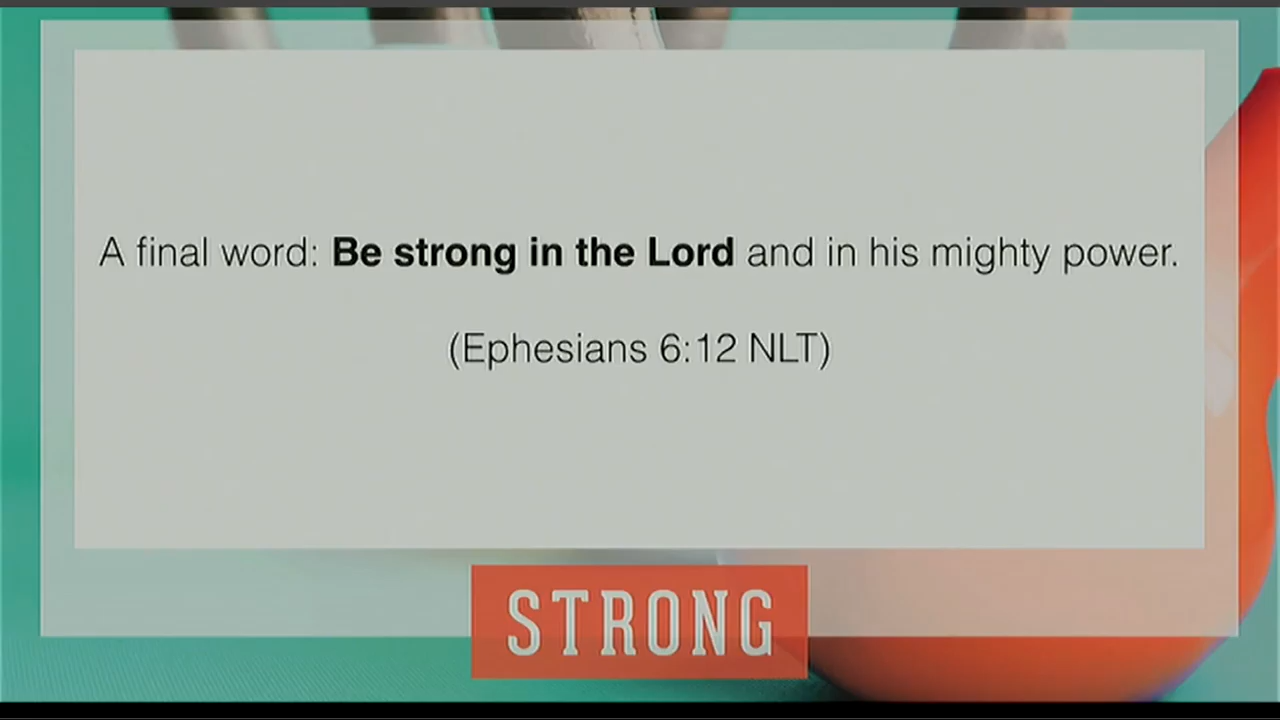 A final word: Be strong in the Lord and in his mighty power.
(Ephesians 6:12 NLT)
STRONG